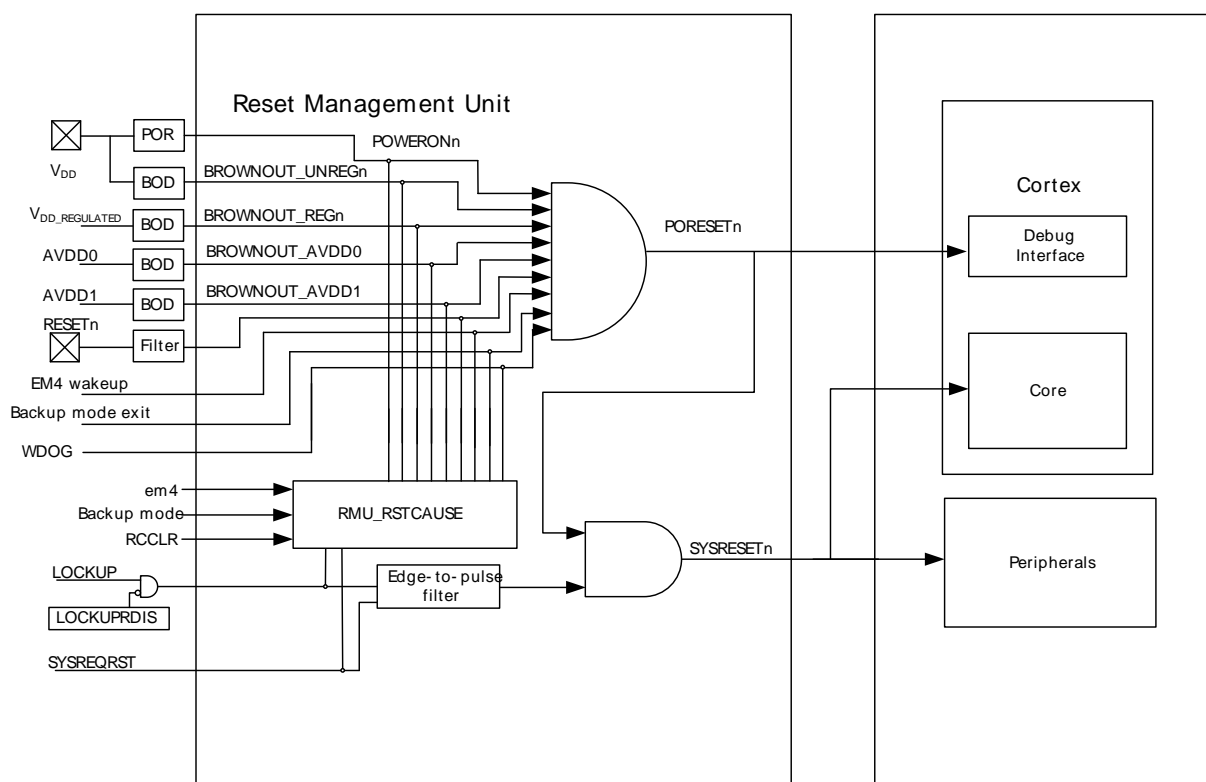 Reset Management Unit
POR
POWERONn
VDD
BOD
BROWNOUT_UNREGn
Cortex
VDD_REGULATED
BOD
BROWNOUT_REGn
PORESETn
Debug
Interface
AVDD0
BOD
BROWNOUT_AVDD0
AVDD1
BOD
BROWNOUT_AVDD1
RESETn
Filter
EM4 wakeup
Core
Backup mode exit
WDOG
em4
Backup mode
RMU_RSTCAUSE
RCCLR
SYSRESETn
Peripherals
LOCKUP
Edge-to-pulse
filter
LOCKUPRDIS
SYSREQRST